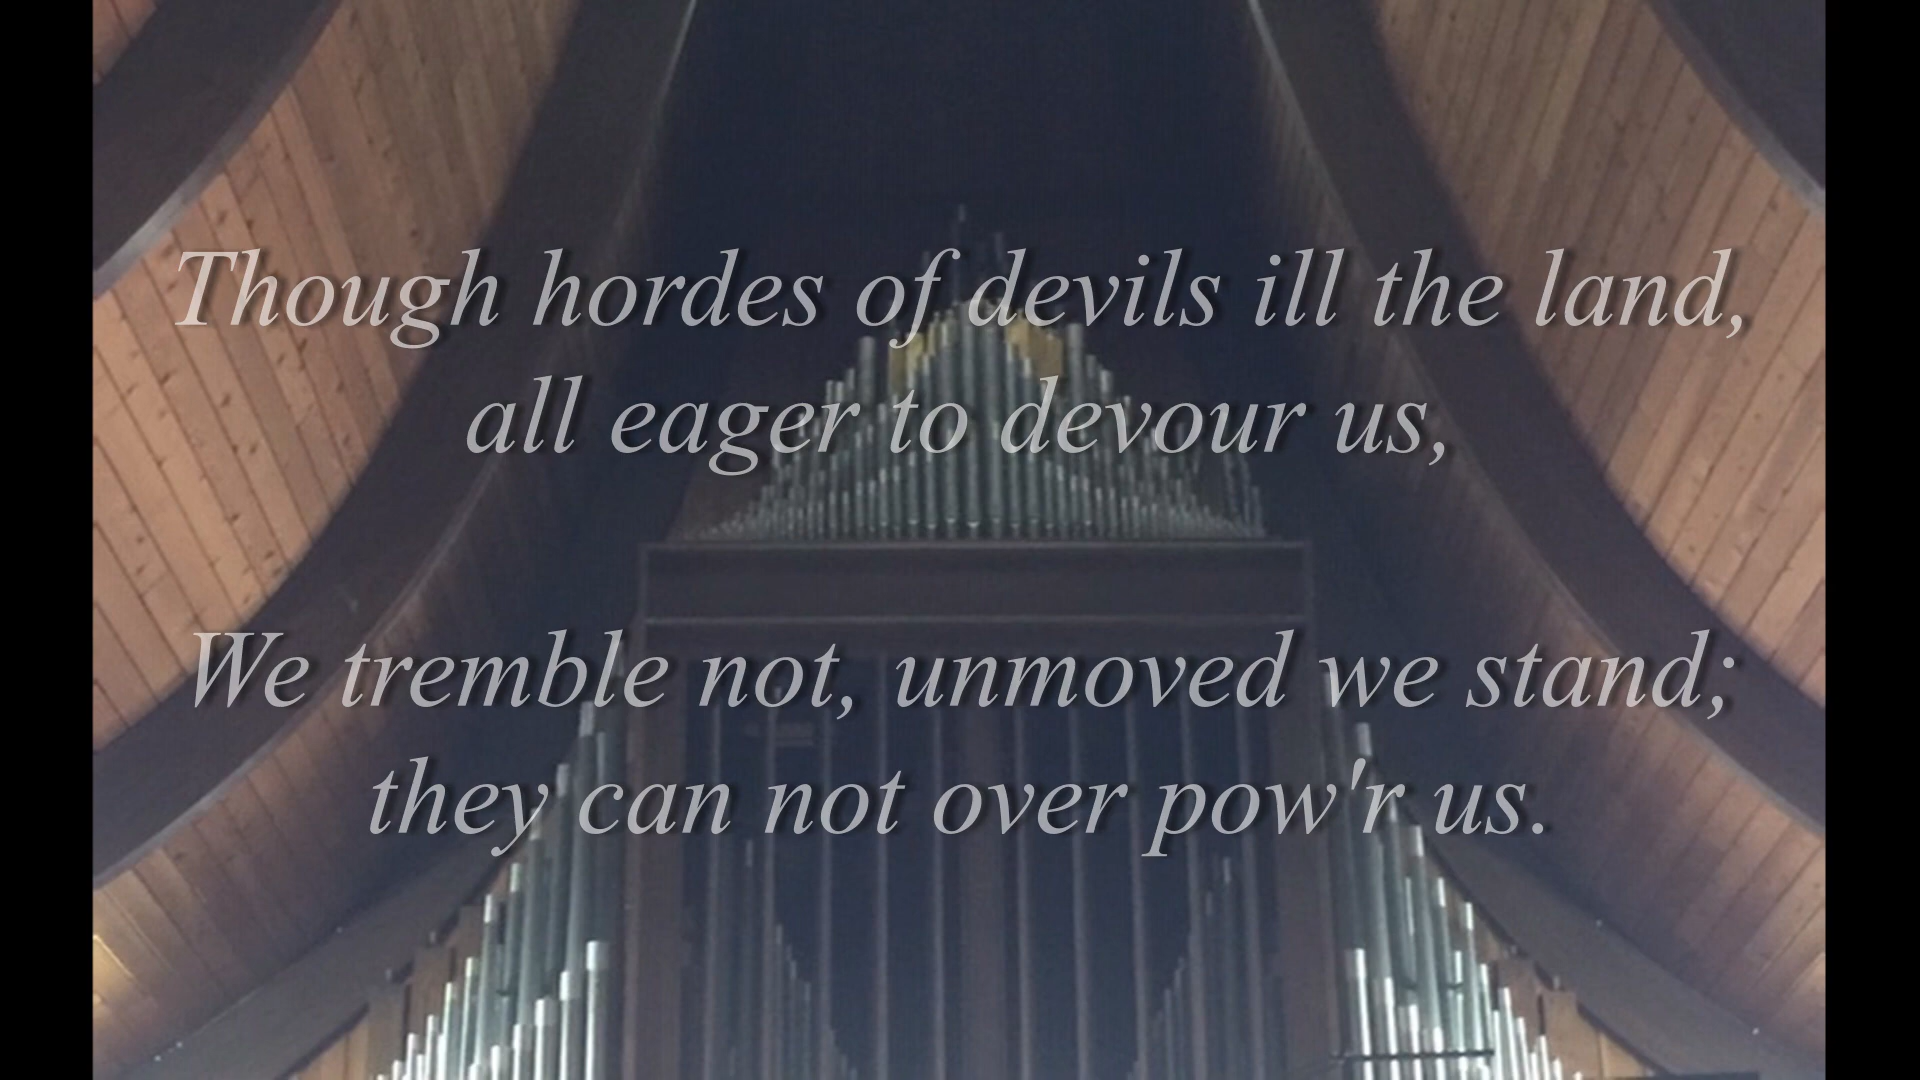 Though hordes of devils ill the land,
all eager to devour us,
We tremble not, unmoved we stand;
they can not over pow'r us.